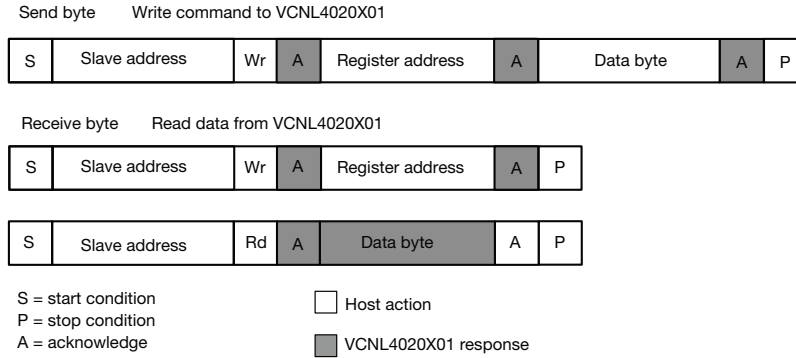 Send byte Write command to VCNL4020X01
S Slave address Wr A Register address A Data byte A P
Receive byte Read data from VCNL4020X01
S Slave address Wr A Register address A P
S Slave address Rd A Data byte A P
S = start condition
P = stop condition
A = acknowledge
Host action
VCNL4020X01 response